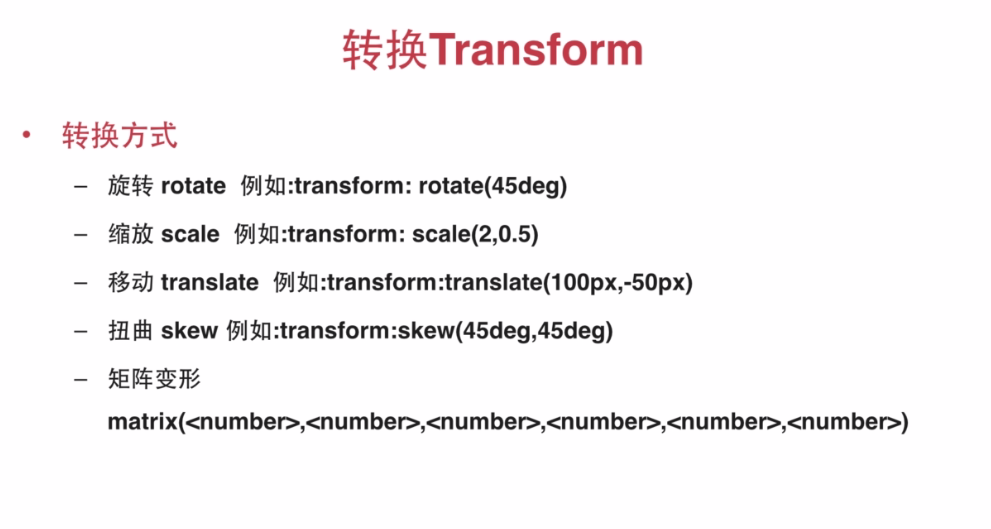 转换Transform
• 转换方式
– 旋转 rotate 例如:transform: rotate(45deg)
– 缩放 scale 例如:transform: scale(2,0.5)
– 移动 translate 例如:transform:translate(100px,-50px)
– 扭曲 skew 例如:transform:skew(45deg,45deg)
– 矩阵变形
matrix(<number>,<number>,<number>,<number>,<number>,<number>)